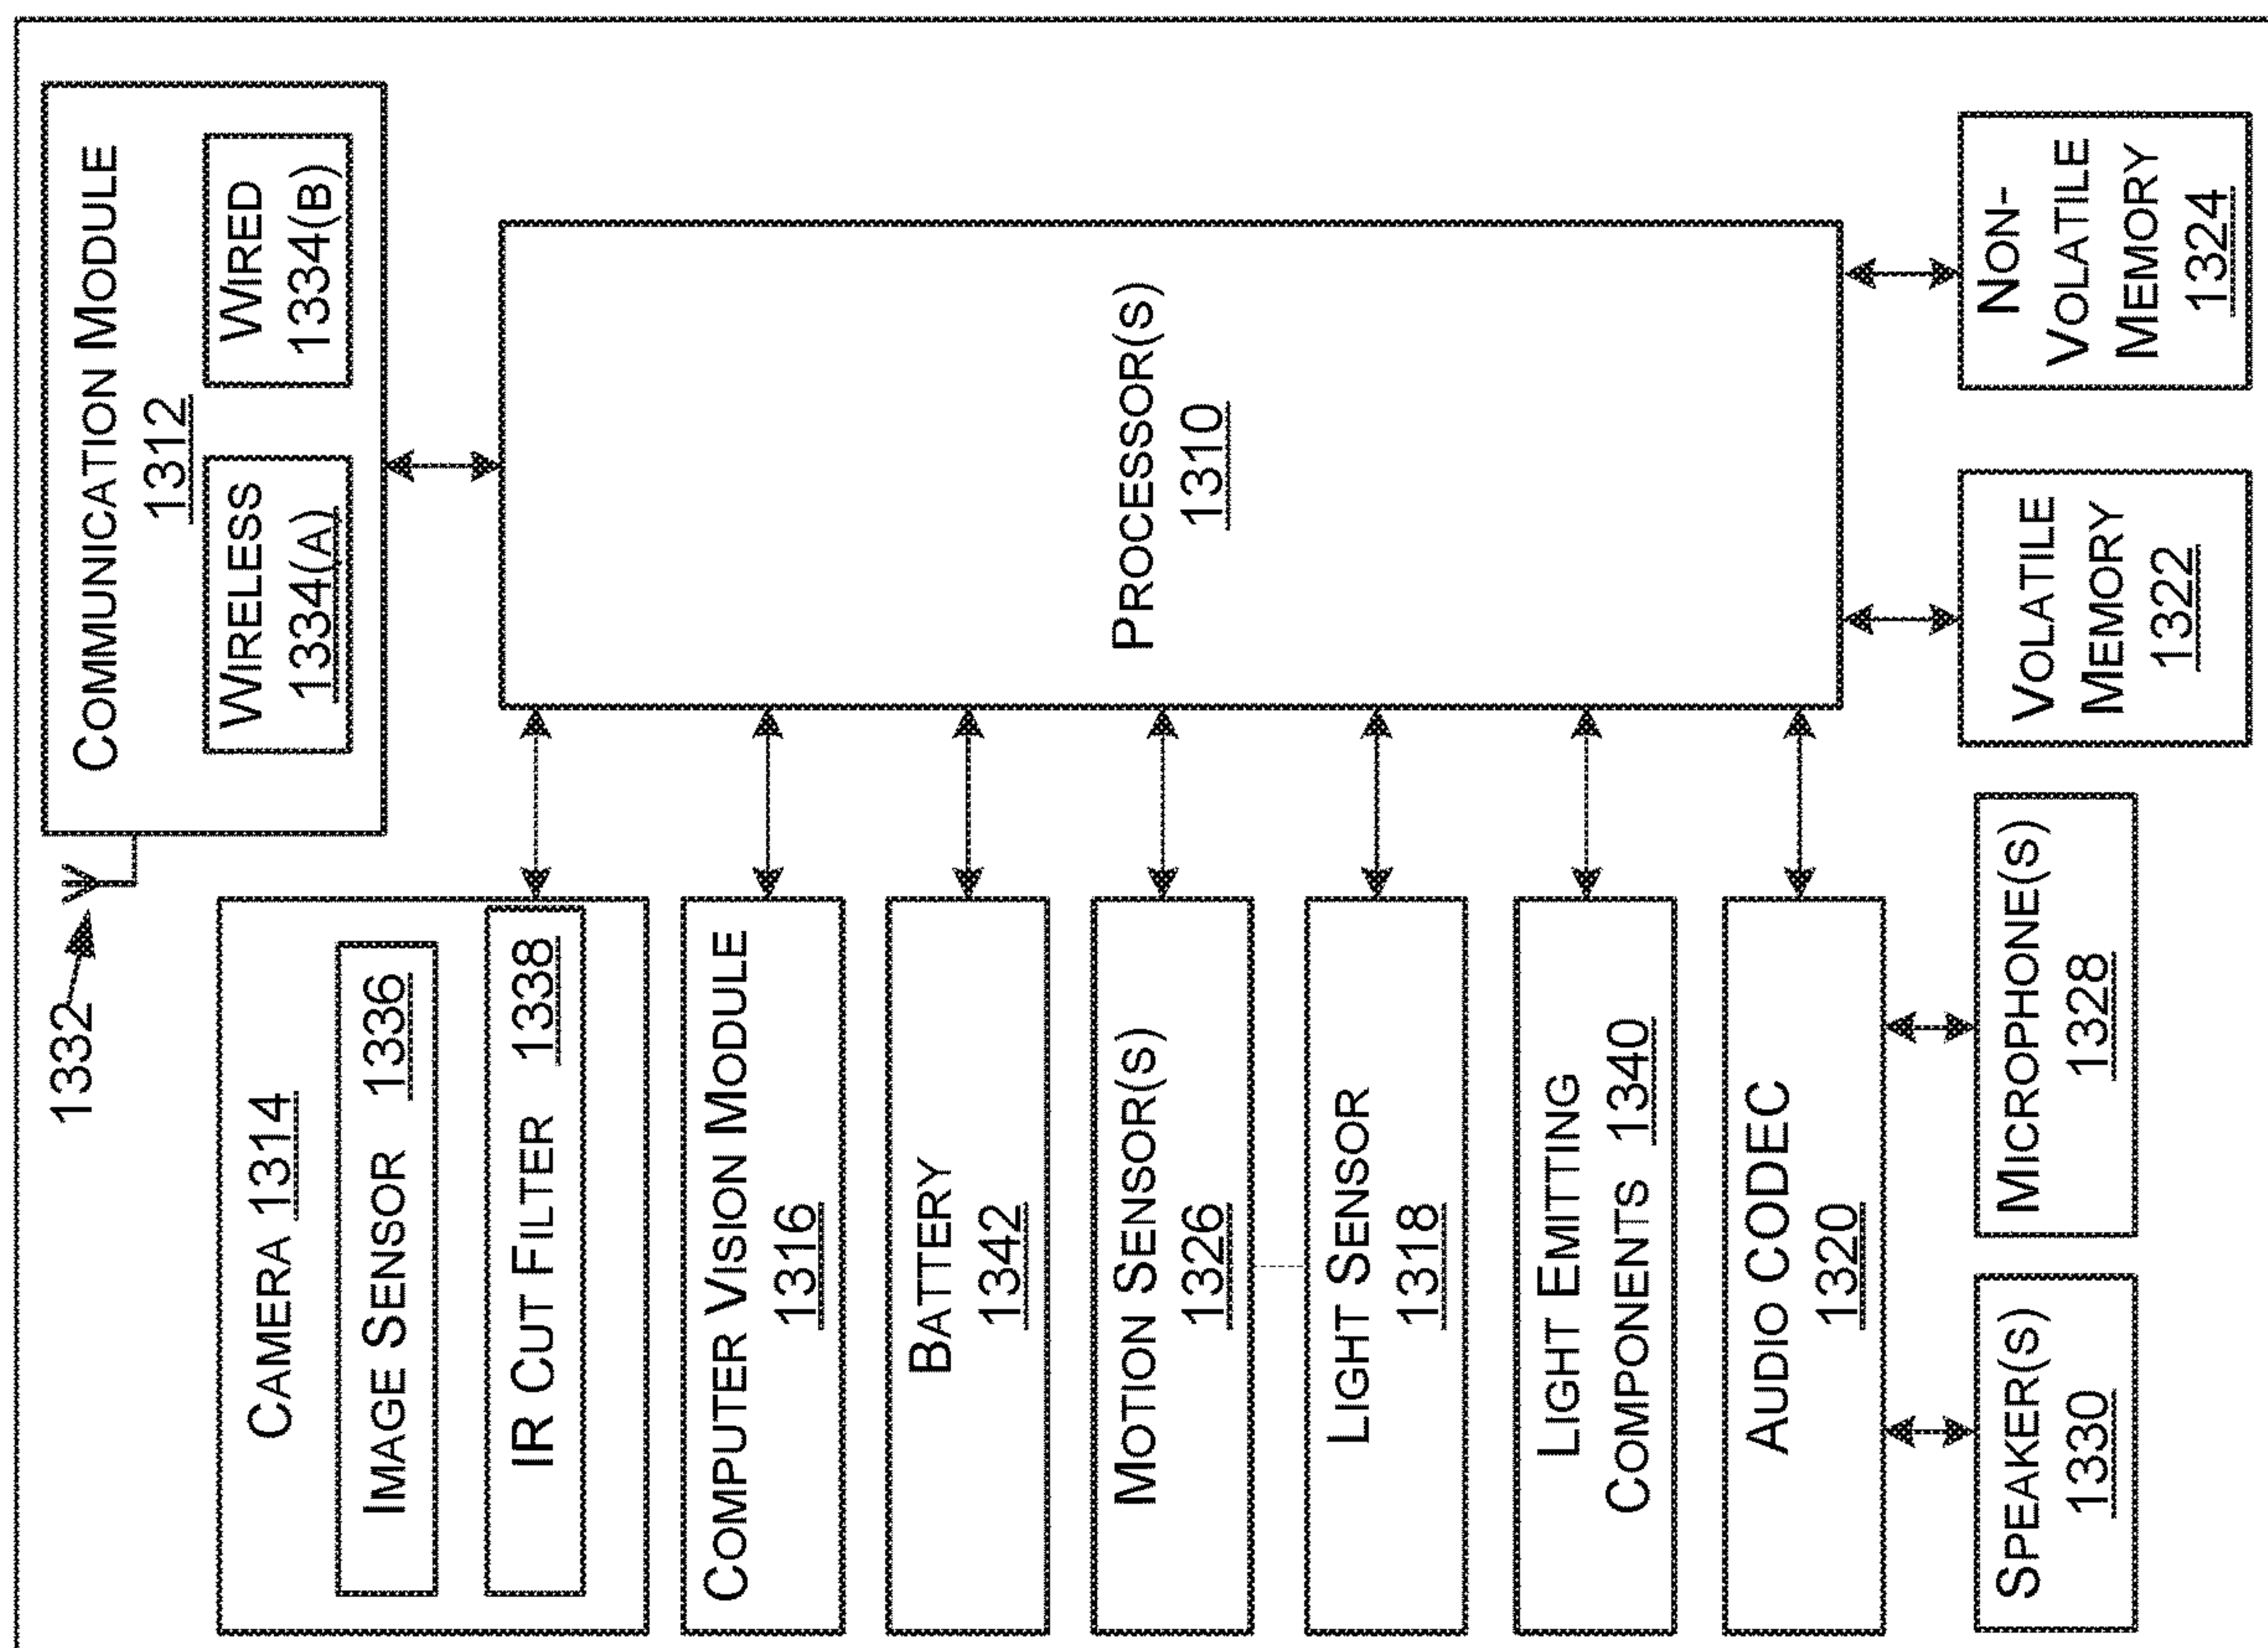 1332
COMMUNICATION MODULE
1312
WIRELESS
1334(A)
WIRED
1334(B)
CAMERA 1314
IMAGE SENSOR 1336
IR CUT FILTER 1338
COMPUTER VISION MODULE
1316
BATTERY
1342
MOTION SENSOR(S)
1326
LIGHT SENSOR
1318
LIGHT EMITTING
COMPONENTS 1340
AUDIO CODEC
1320
SPEAKER(S)
1330
MICROPHONE(S)
1328
PROCESSOR(S)
1310
VOLATILE
MEMORY
1322
NON-
VOLATILE
MEMORY
1324